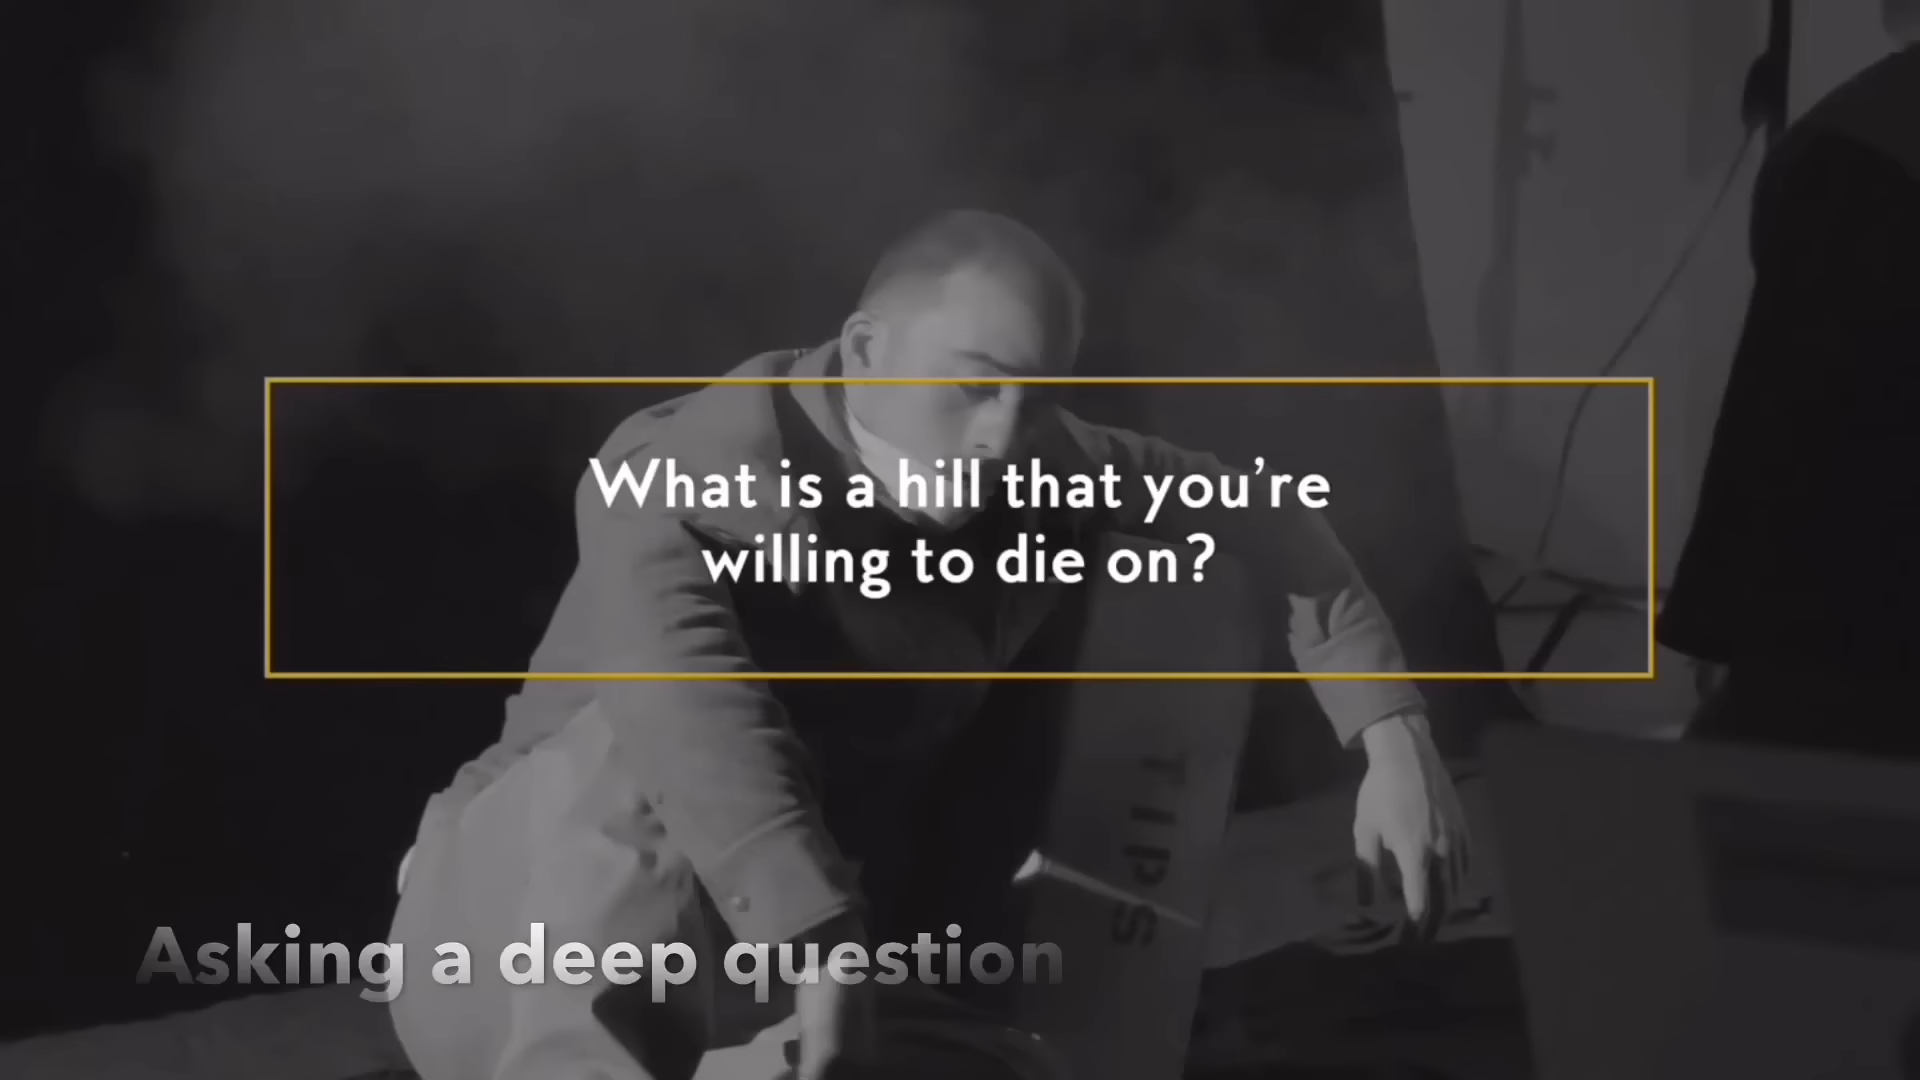 What is a hill that you're
willing to die on?
Asking a deep question